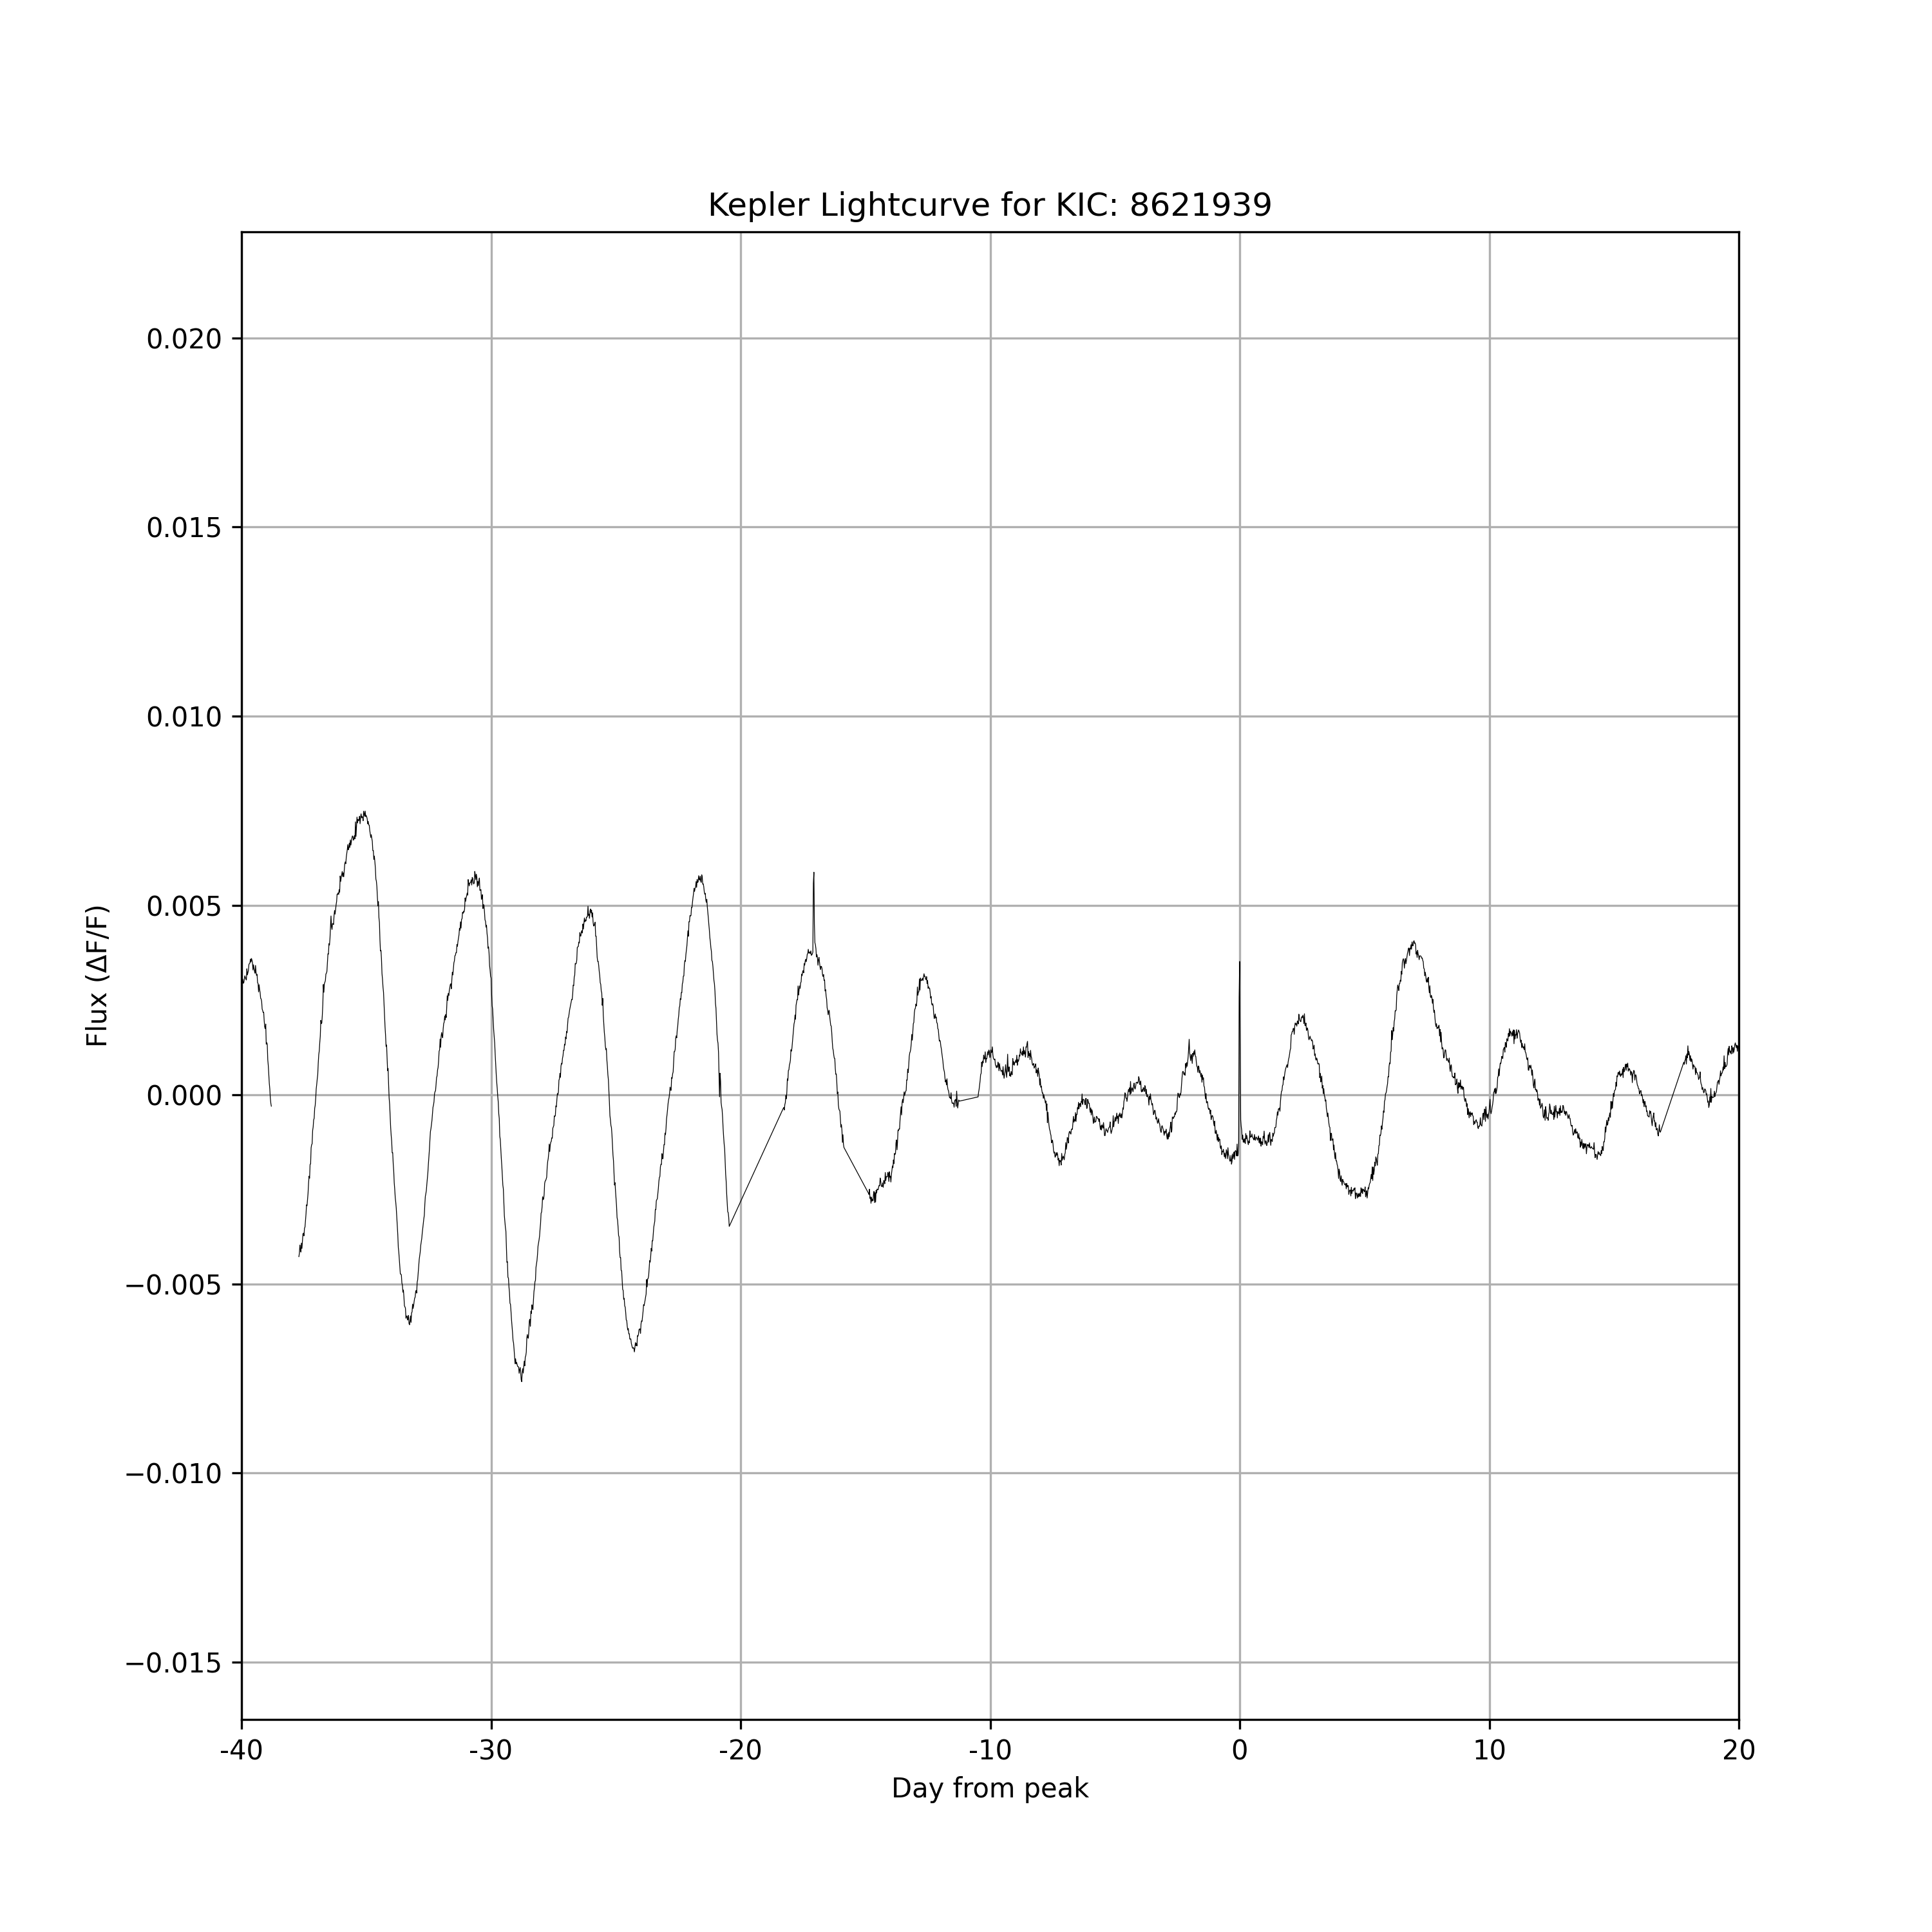 Kepler Lightcurve for KIC: 8621939
Flux (ΔF/F)
0.020
0.015
0.010
0.005
0.000
−0.005
−0.010
−0.015
-40 -30 -20 -10 0 10 20
Day from peak